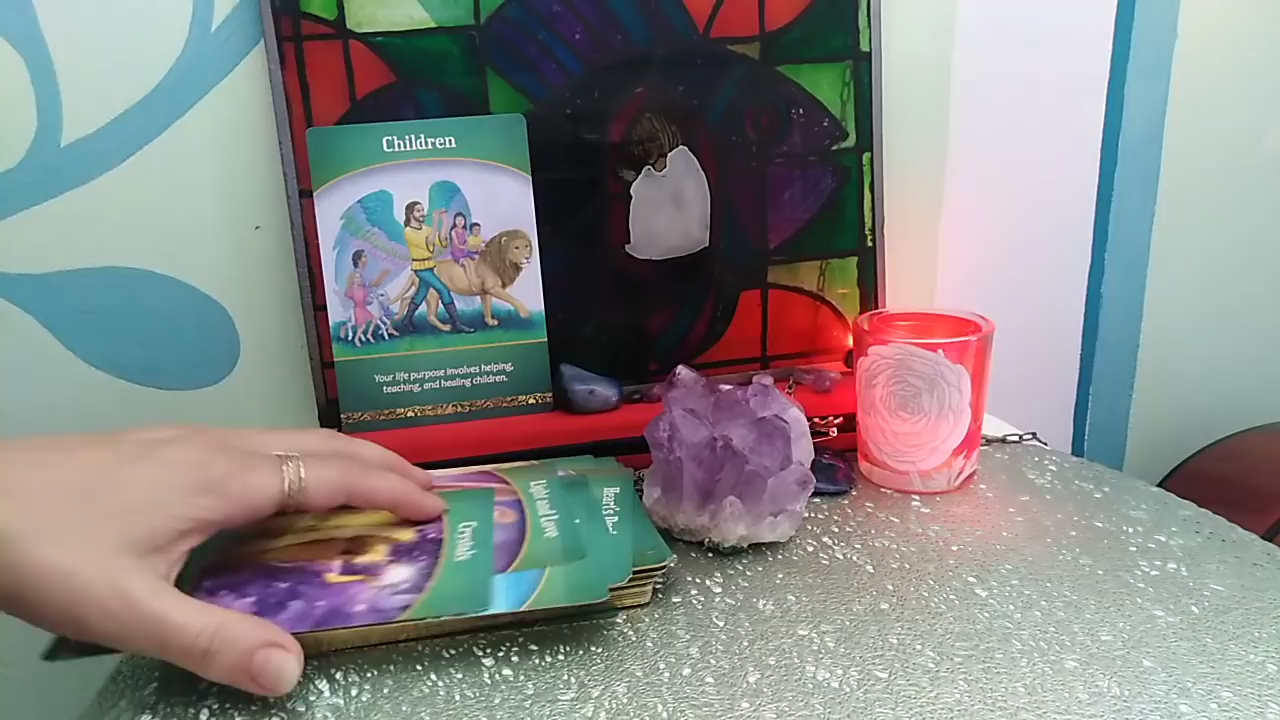 Children
Your life purpose involves helping,
teaching, and healing children.
Crystals
Light and Love
Heart's